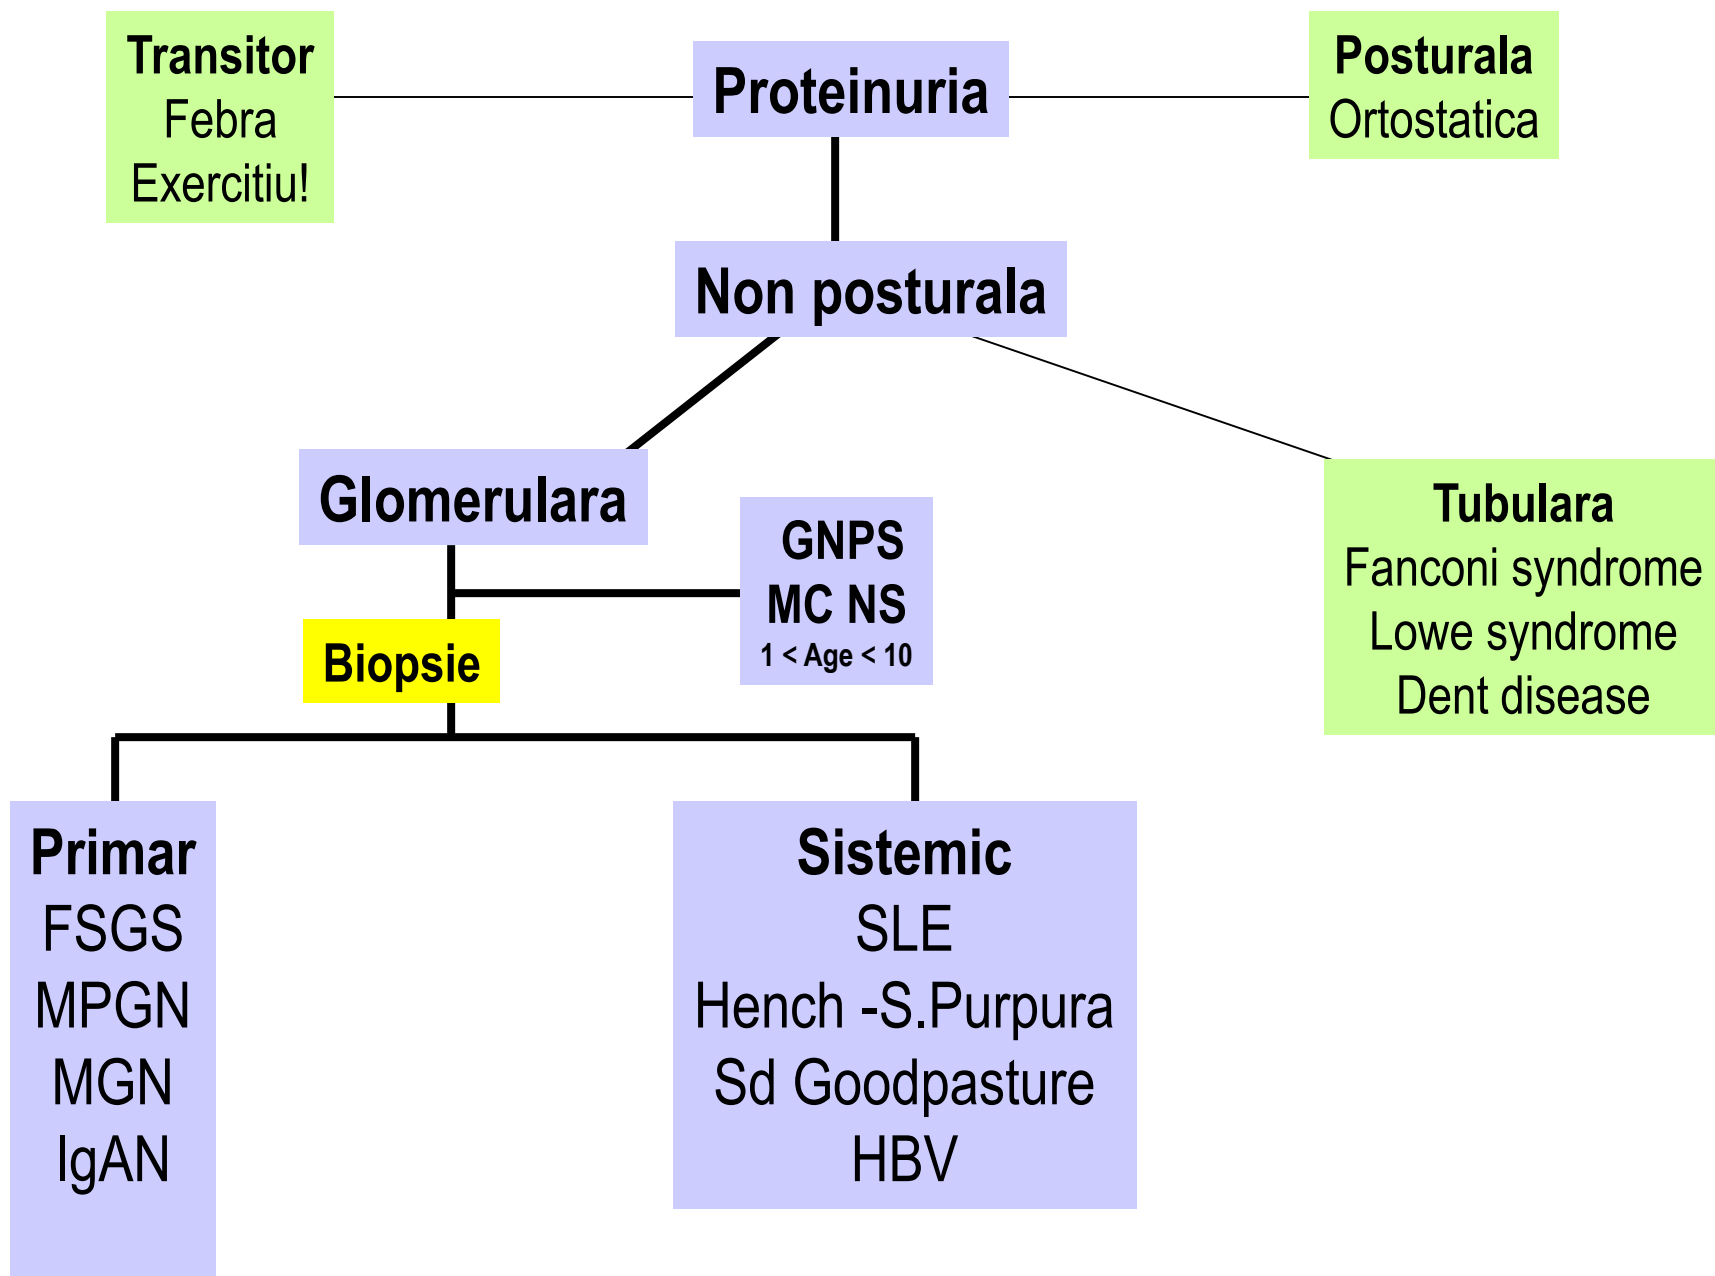 Transitor
Febra
Exercitiu!
Proteinuria
Posturala
Ortostatica
Non posturala
Glomerulara
GNPS
MC NS
1 < Age < 10
Biopsie
Tubulara
Fanconi syndrome
Lowe syndrome
Dent disease
Primar
FSGS
MPGN
MGN
IgAN
Sistemic
SLE
Hench -S.Purpura
Sd Goodpasture
HBV